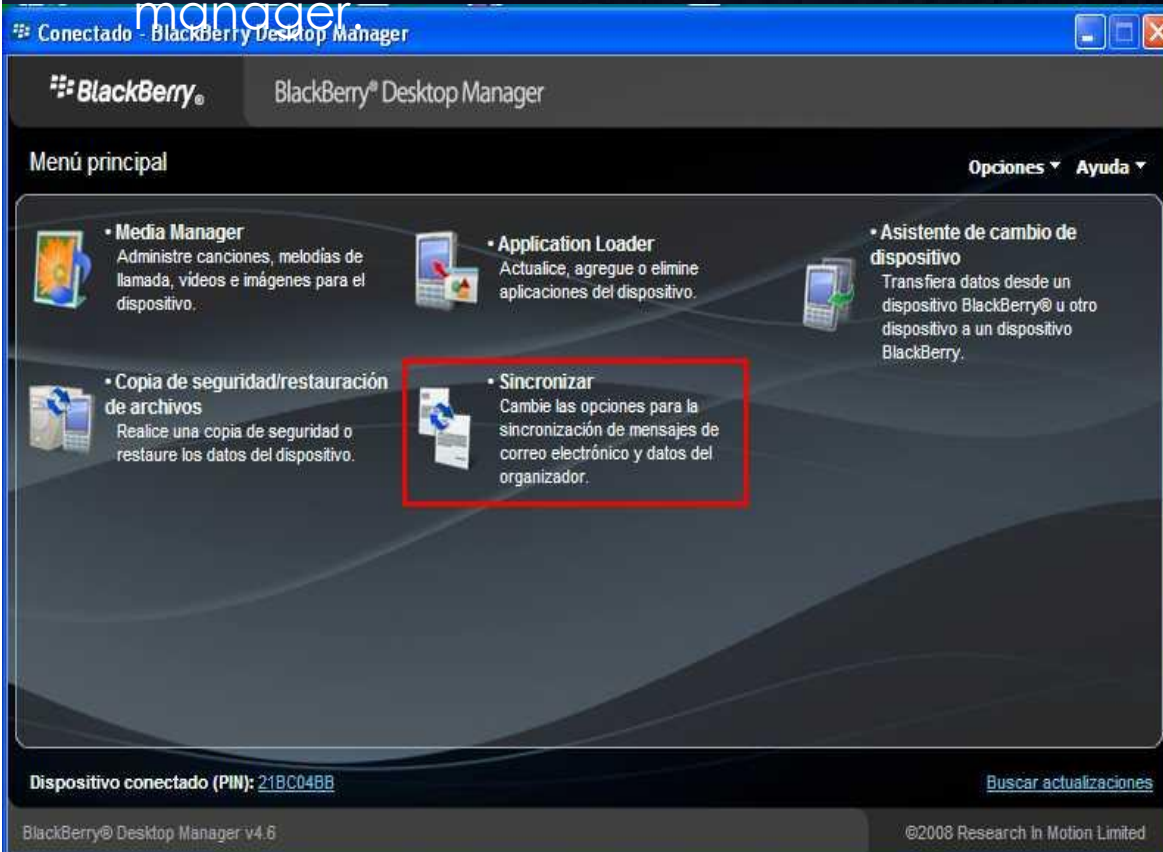 manager.
Conectado - BlackBerry Desktop Manager
BlackBerry®
BlackBerry® Desktop Manager
Menú principal
Opciones
Ayuda
• Media Manager
Administre canciones, melodías de
llamada, vídeos e imágenes para el
dispositivo.
• Application Loader
Actualice, agregue o elimine
aplicaciones del dispositivo.
• Asistente de cambio de
dispositivo
Transfiera datos desde un
dispositivo BlackBerry® u otro
dispositivo a un dispositivo
BlackBerry.
• Copia de seguridad/restauración
de archivos
Realice una copia de seguridad o
restaure los datos del dispositivo.
• Sincronizar
Cambie las opciones para la
sincronización de mensajes de
correo electrónico y datos del
organizador.
Dispositivo conectado (PIN): 21BC04BB
Buscar actualizaciones
BlackBerry® Desktop Manager v4.6
©2008 Research In Motion Limited